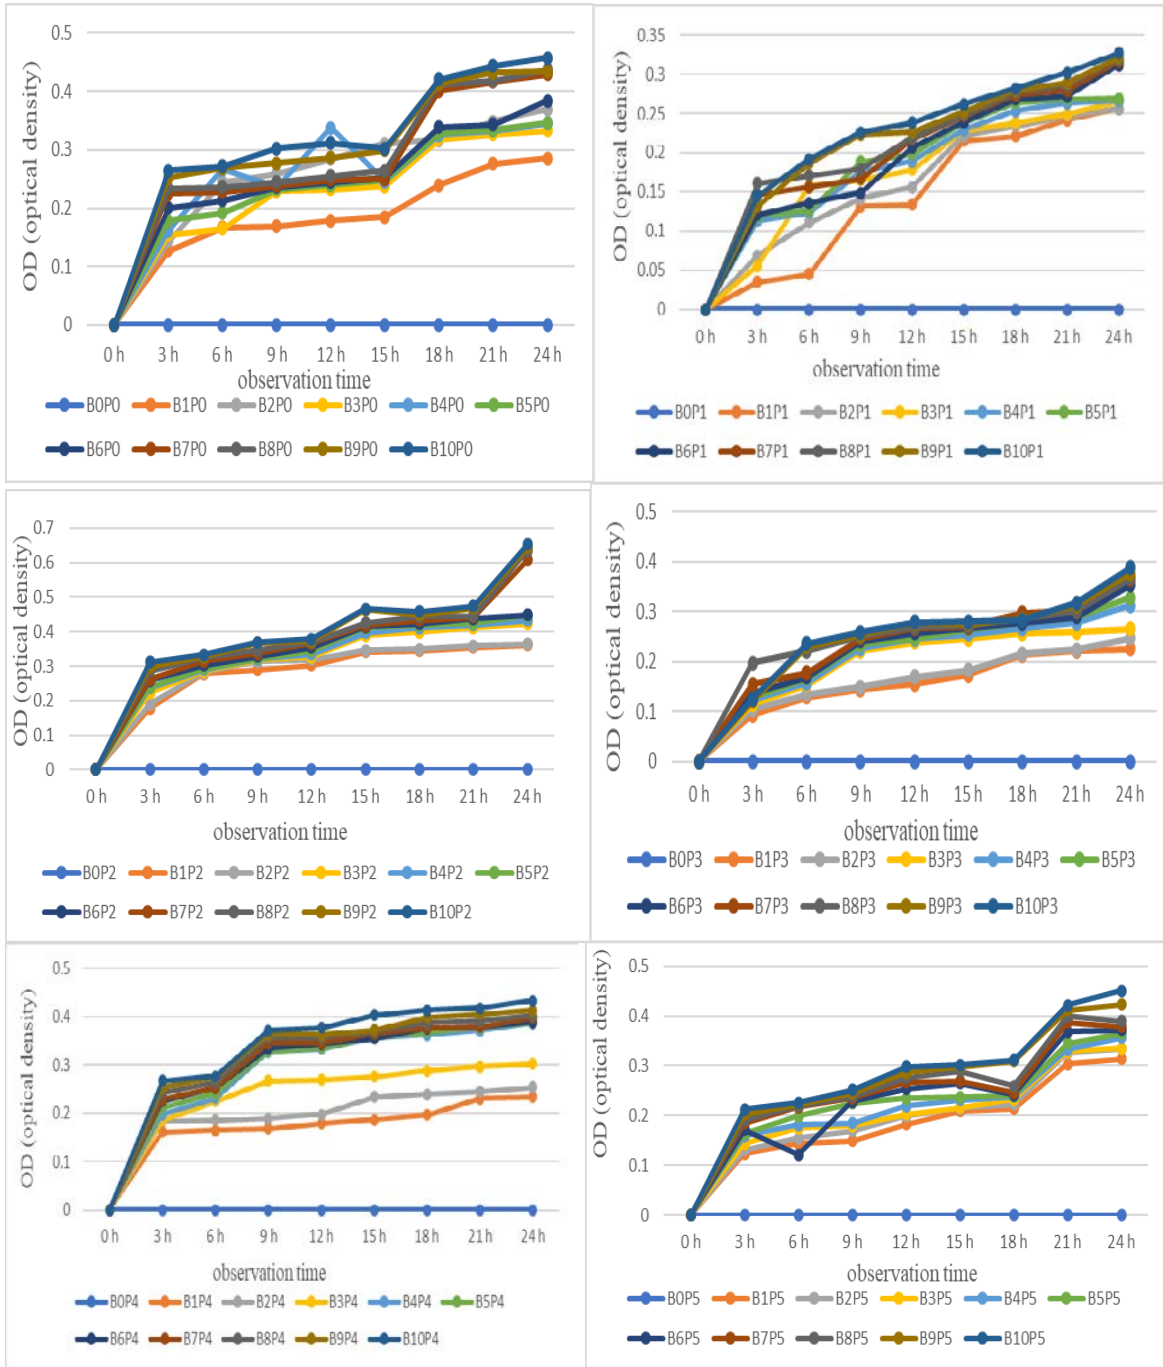 OD (optical density)
0.5
0.4
0.3
0.2
0.1
0
0 h 3 h 6 h 9 h 12 h 15 h 18 h 21 h 24 h
observation time
B0P0 B1P0 B2P0 B3P0 B4P0 B5P0
B6P0 B7P0 B8P0 B9P0 B10P0
OD (optical density)
0.35
0.3
0.25
0.2
0.15
0.1
0.05
0
0 h 3 h 6 h 9 h 12 h 15 h 18 h 21 h 24 h
observation time
B0P1 B1P1 B2P1 B3P1 B4P1 B5P1
B6P1 B7P1 B8P1 B9P1 B10P1
OD (optical density)
0.7
0.6
0.5
0.4
0.3
0.2
0.1
0
0 h 3 h 6 h 9 h 12 h 15 h 18 h 21 h 24 h
observation time
B0P2 B1P2 B2P2 B3P2 B4P2 B5P2
B6P2 B7P2 B8P2 B9P2 B10P2
OD (optical density)
0.5
0.4
0.3
0.2
0.1
0
0 h 3 h 6 h 9 h 12 h 15 h 18 h 21 h 24 h
observation time
B0P3 B1P3 B2P3 B3P3 B4P3 B5P3
B6P3 B7P3 B8P3 B9P3 B10P3
OD (optical density)
0.5
0.4
0.3
0.2
0.1
0
0 h 3 h 6 h 9 h 12 h 15 h 18 h 21 h 24 h
observation time
B0P4 B1P4 B2P4 B3P4 B4P4 B5P4
B6P4 B7P4 B8P4 B9P4 B10P4
OD (optical density)
0.5
0.4
0.3
0.2
0.1
0
0 h 3 h 6 h 9 h 12 h 15 h 18 h 21 h 24 h
observation time
B0P5 B1P5 B2P5 B3P5 B4P5 B5P5
B6P5 B7P5 B8P5 B9P5 B10P5